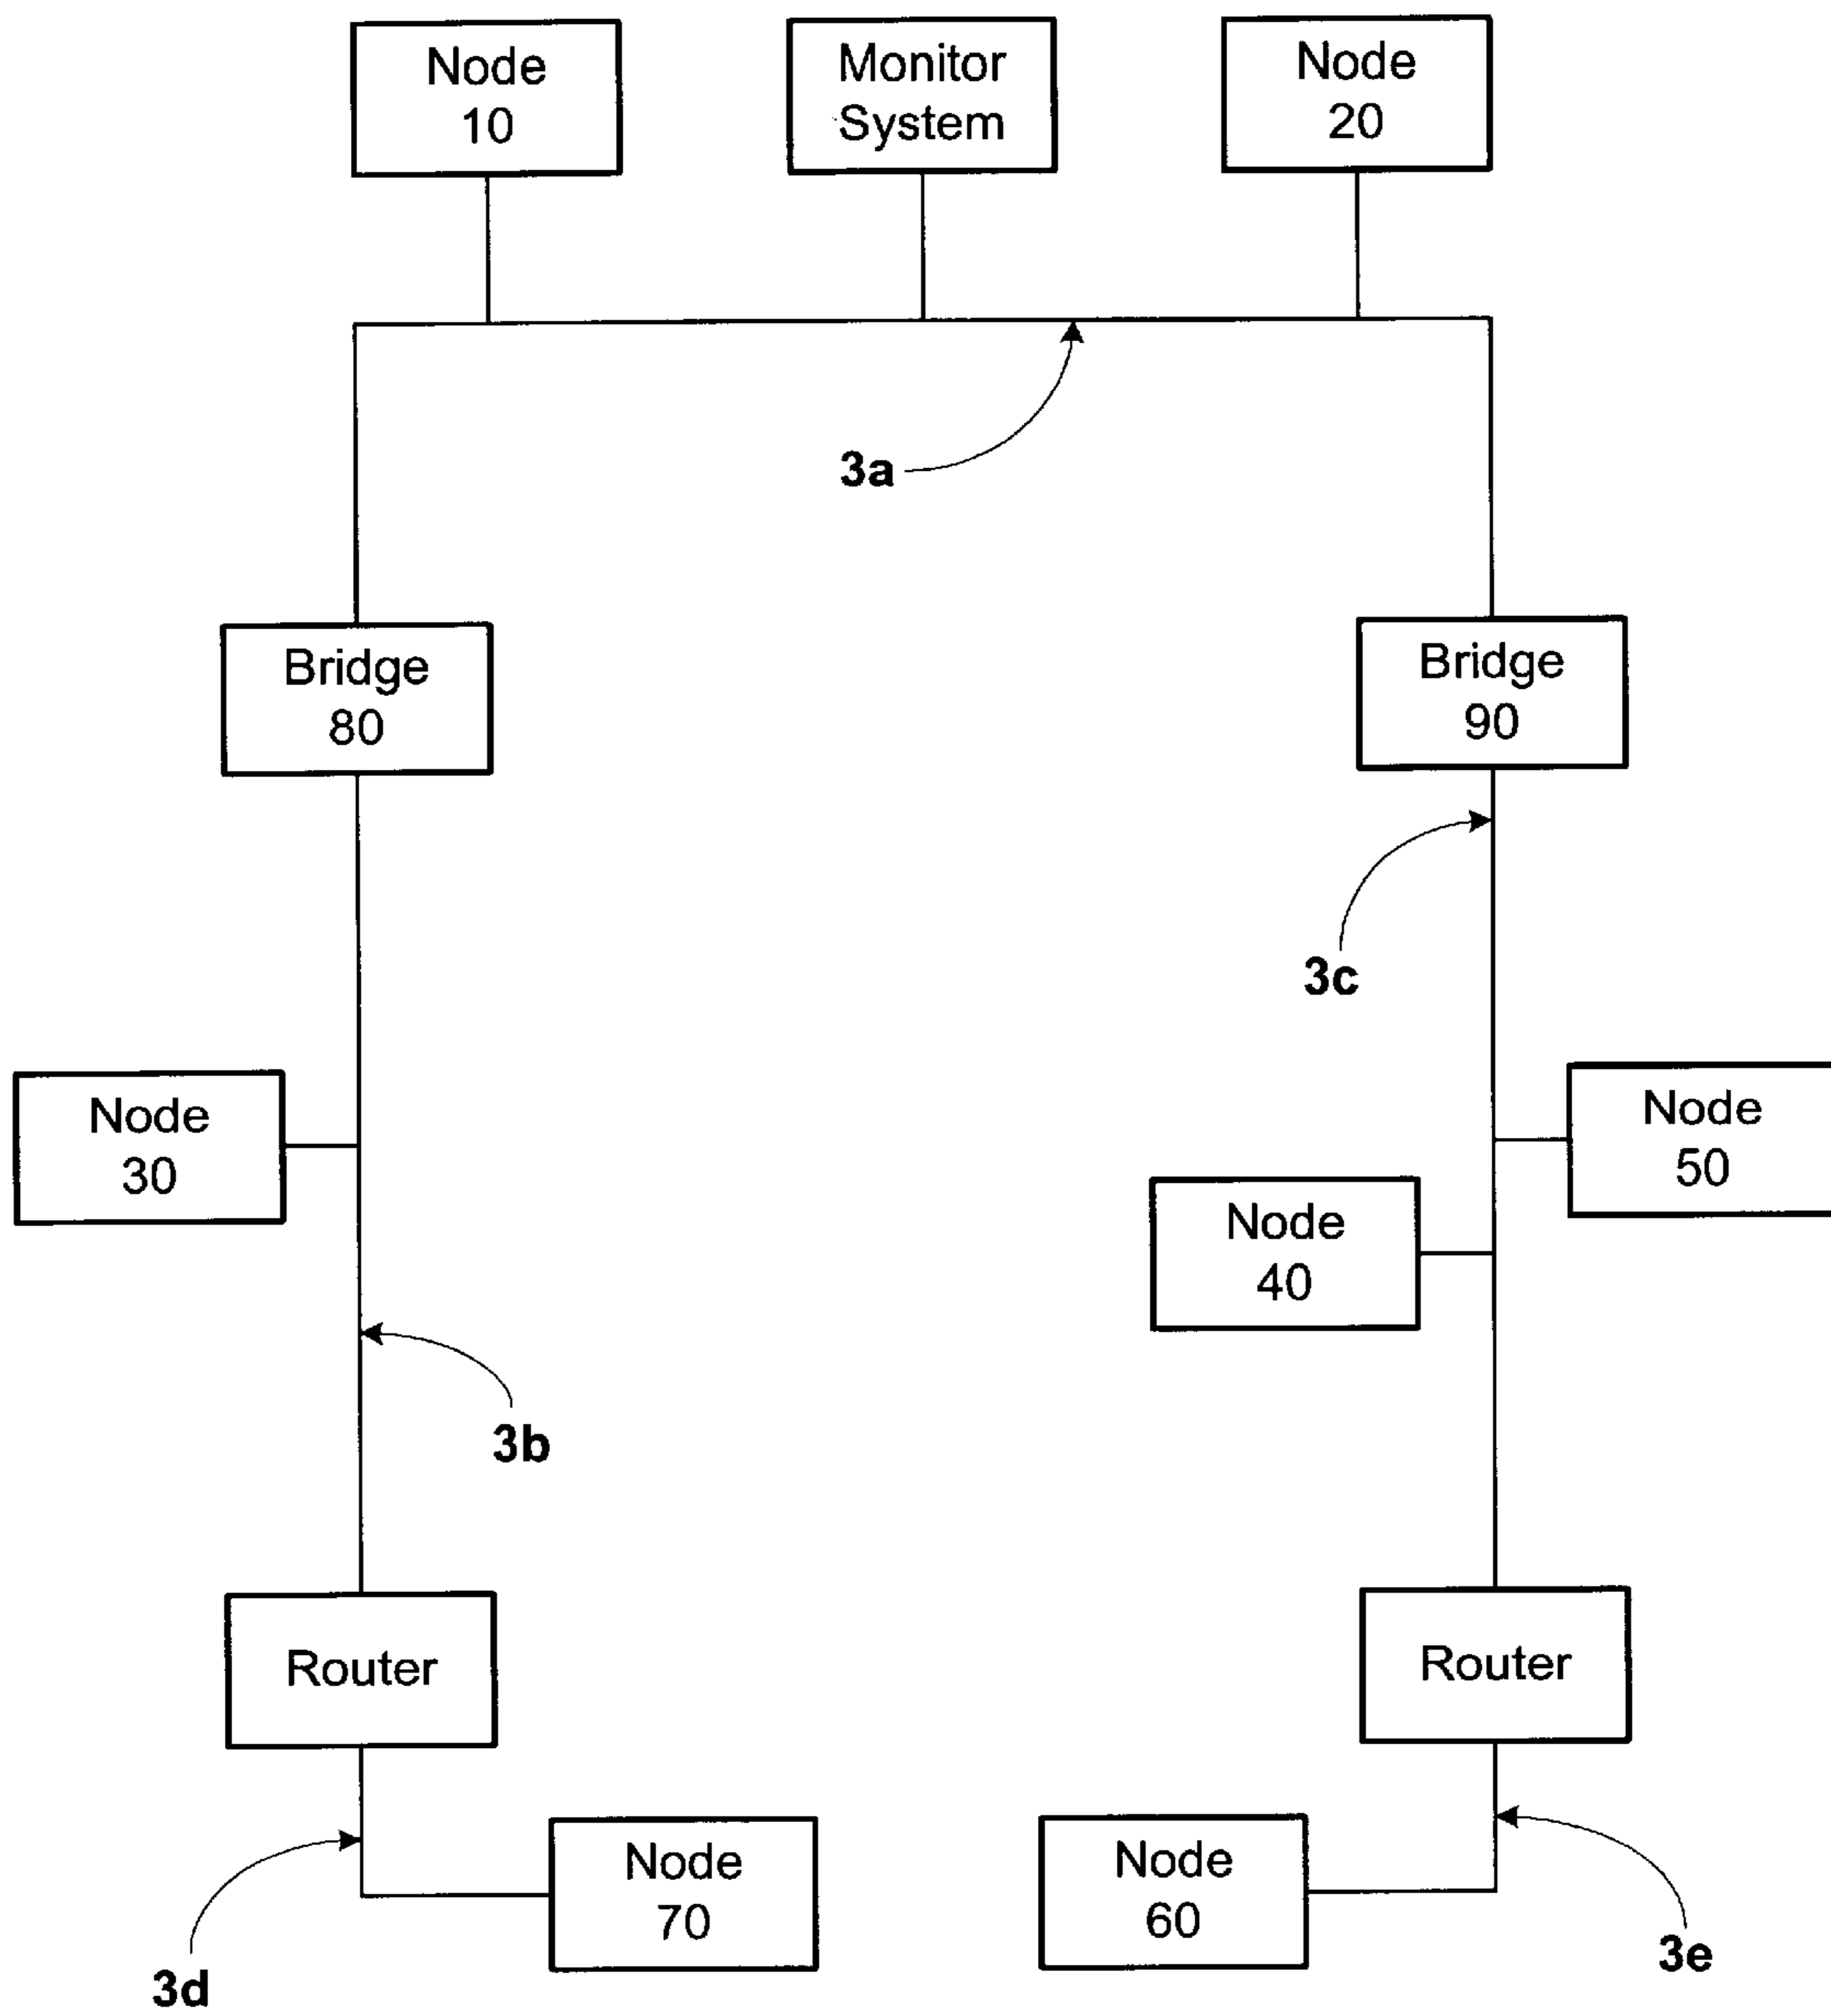 Node
10
Monitor
System
Node
20
3a
Bridge
80
Bridge
90
3c
Node
30
Node
50
Node
40
3b
Router
Router
Node
70
Node
60
3d
3e